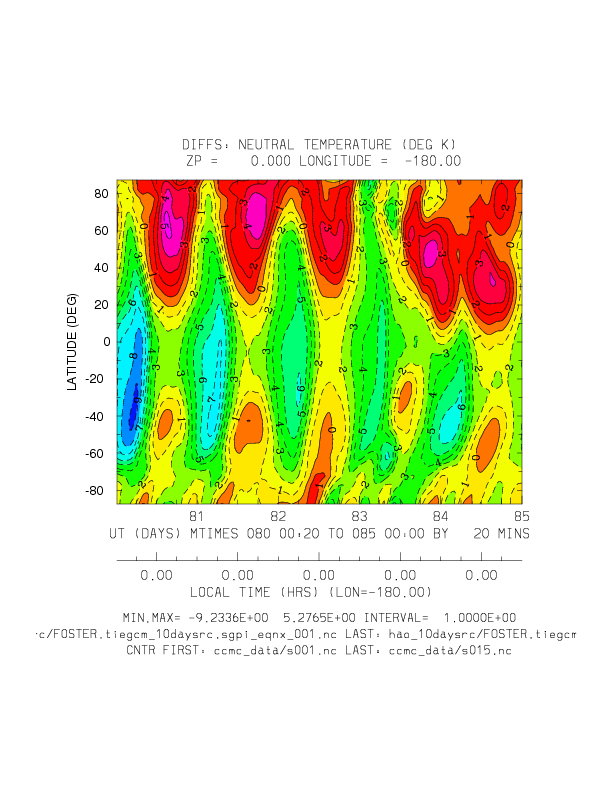 DIFFS: NEUTRAL TEMPERATURE (DEG K)
ZP = 0.000 LONGITUDE = -180.00
80
60
40
20
0
-20
-40
-60
-80
LATITUDE (DEG)
81 82 83 84 85
UT (DAYS) MTIMES 080 00:20 TO 085 00:00 BY 20 MINS
0.00 0.00 0.00 0.00 0.00
LOCAL TIME (HRS) (LON=-180.00)
MIN,MAX= -9.2336E+00 5.2765E+00 INTERVAL= 1.0000E+00
c/FOSTER.tiegcm_10daysrc.sgpi_eqnx_001.nc LAST: hao_10daysrc/FOSTER.tiegcm
CNTR FIRST: ccmc_data/s001.nc LAST: ccmc_data/s015.nc